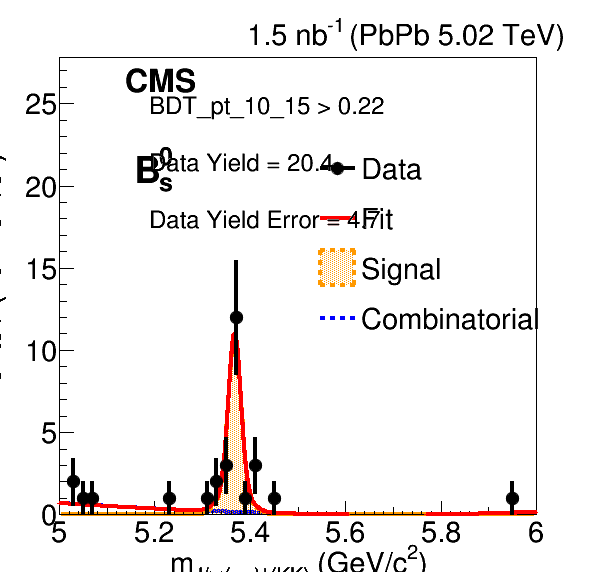 1.5 nb⁻¹ (PbPb 5.02 TeV)
CMS
BDT_pt_10_15 > 0.22
B⁰ₛ
Data Yield = 20.4
Data
Data Yield Error = 4.7
Fit
Signal
Combinatorial
25
20
15
10
5
0
5 5.2 5.4 5.6 5.8 6
(GeV/c²)